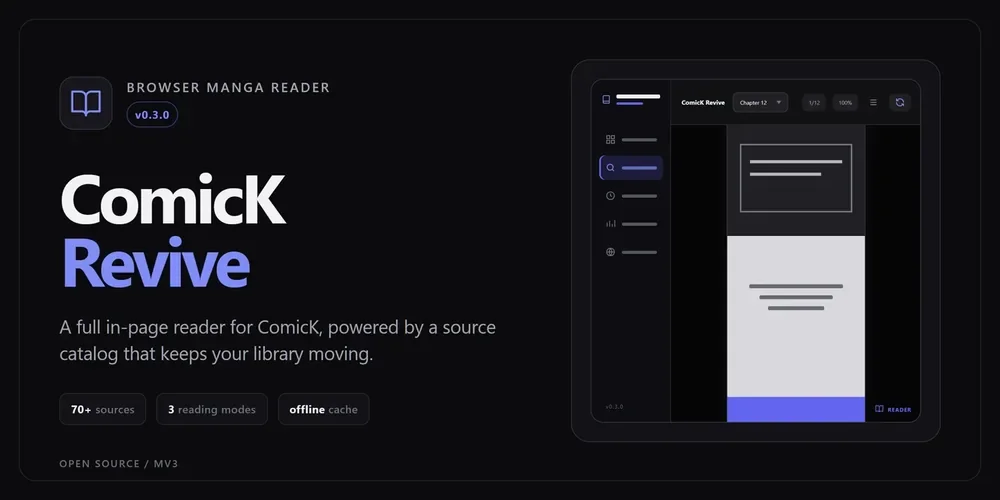 BROWSER MANGA READER
v0.3.0
ComicK
Revive
A full in-page reader for ComicK, powered by a source
catalog that keeps your library moving.
70+ sources
3 reading modes
offline cache
OPEN SOURCE / MV3
ComicK Revive
Chapter 12
1/12
100%
v0.3.0
READER